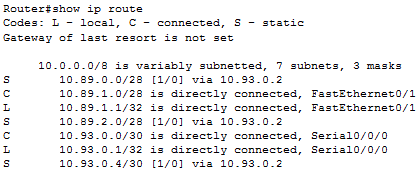 Router#show ip route
Codes: L - local, C - connected, S - static
Gateway of last resort is not set
10.0.0.0/8 is variably subnetted, 7 subnets, 3 masks
S 10.89.0.0/28 [1/0] via 10.93.0.2
C 10.89.1.0/28 is directly connected, FastEthernet0/1
L 10.89.1.1/32 is directly connected, FastEthernet0/1
S 10.89.2.0/28 [1/0] via 10.93.0.2
C 10.93.0.0/30 is directly connected, Serial0/0/0
L 10.93.0.1/32 is directly connected, Serial0/0/0
S 10.93.0.4/30 [1/0] via 10.93.0.2